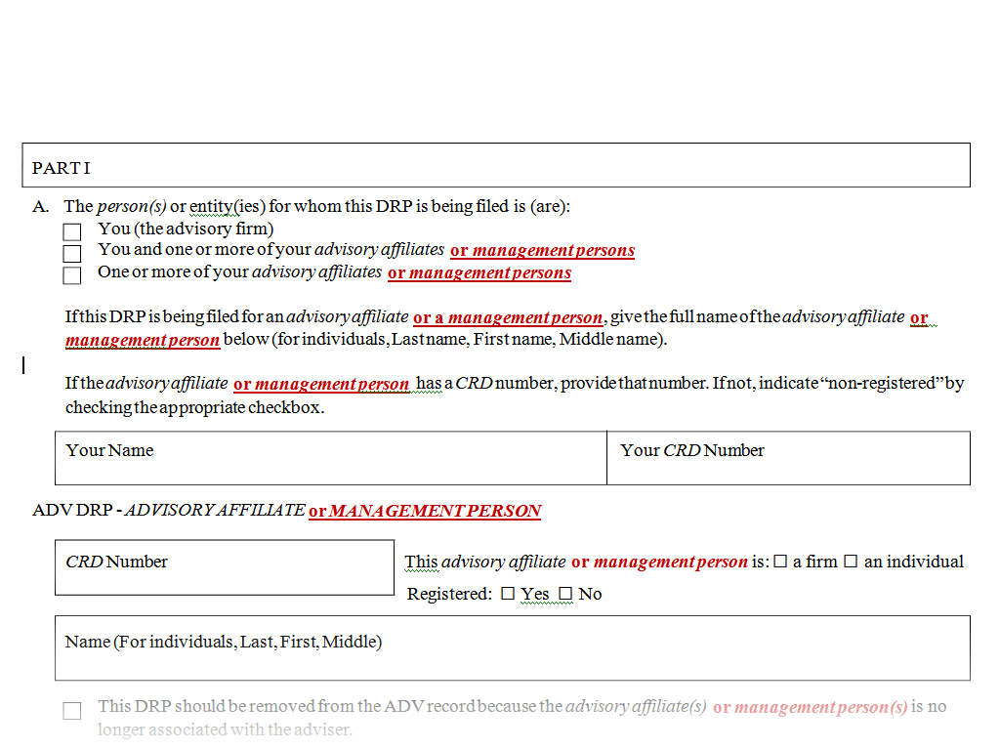 PART I
A. The person(s) or entity(ies) for whom this DRP is being filed is (are):
You (the advisory firm)
You and one or more of your advisory affiliates or management persons
One or more of your advisory affiliates or management persons
If this DRP is being filed for an advisory affiliate or a management person, give the full name of the advisory affiliate or
management person below (for individuals, Last name, First name, Middle name).
If the advisory affiliate or management person has a CRD number, provide that number. If not, indicate “non-registered” by
checking the appropriate checkbox.
Your Name Your CRD Number
ADV DRP - ADVISORY AFFILIATE or MANAGEMENT PERSON
CRD Number This advisory affiliate or management person is: ☐ a firm ☐ an individual
Registered: ☐ Yes ☐ No
Name (For individuals, Last, First, Middle)
This DRP should be removed from the ADV record because the advisory affiliate(s) or management person(s) is no
longer associated with the adviser.